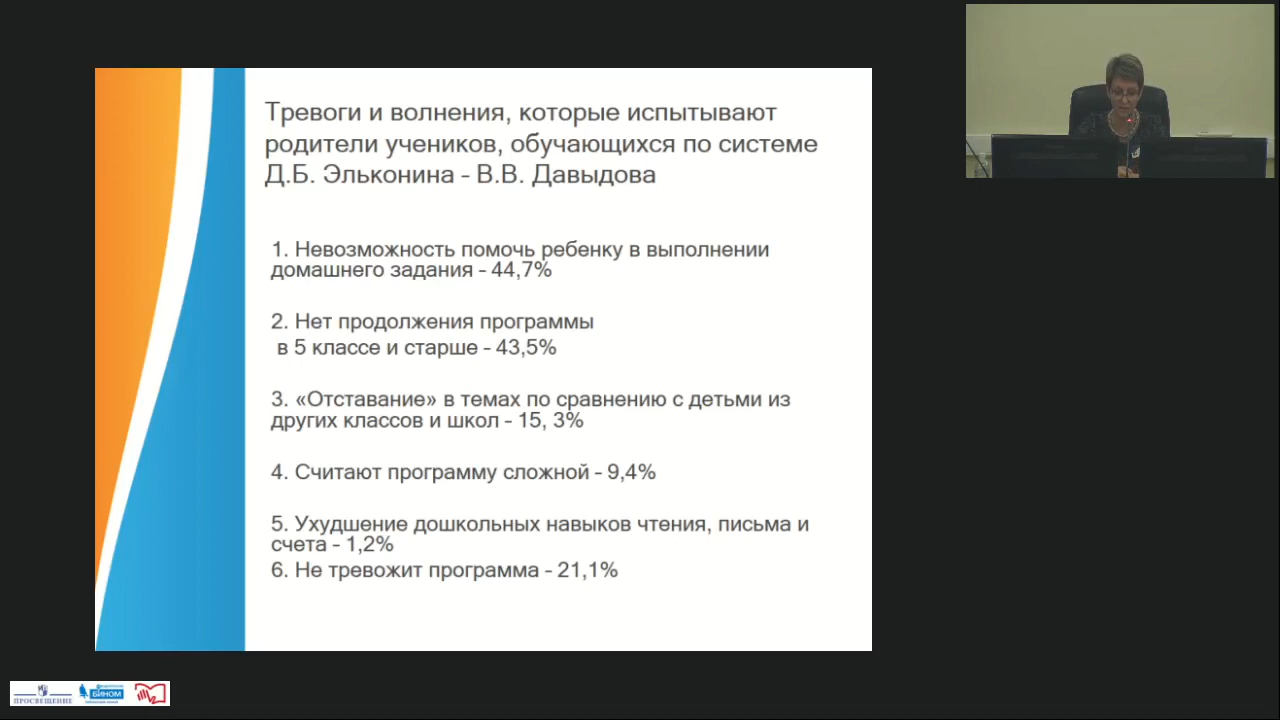 Тревоги и волнения, которые испытывают
родители учеников, обучающихся по системе
Д.Б. Эльконина - В.В. Давыдова
1. Невозможность помочь ребенку в выполнении
домашнего задания - 44,7%
2. Нет продолжения программы
в 5 классе и старше - 43,5%
3. «Отставание» в темах по сравнению с детьми из
других классов и школ - 15, 3%
4. Считают программу сложной - 9,4%
5. Ухудшение дошкольных навыков чтения, письма и
счета - 1,2%
6. Не тревожит программа - 21,1%
ПРОСВЕЩЕНИЕ
БИНОМ